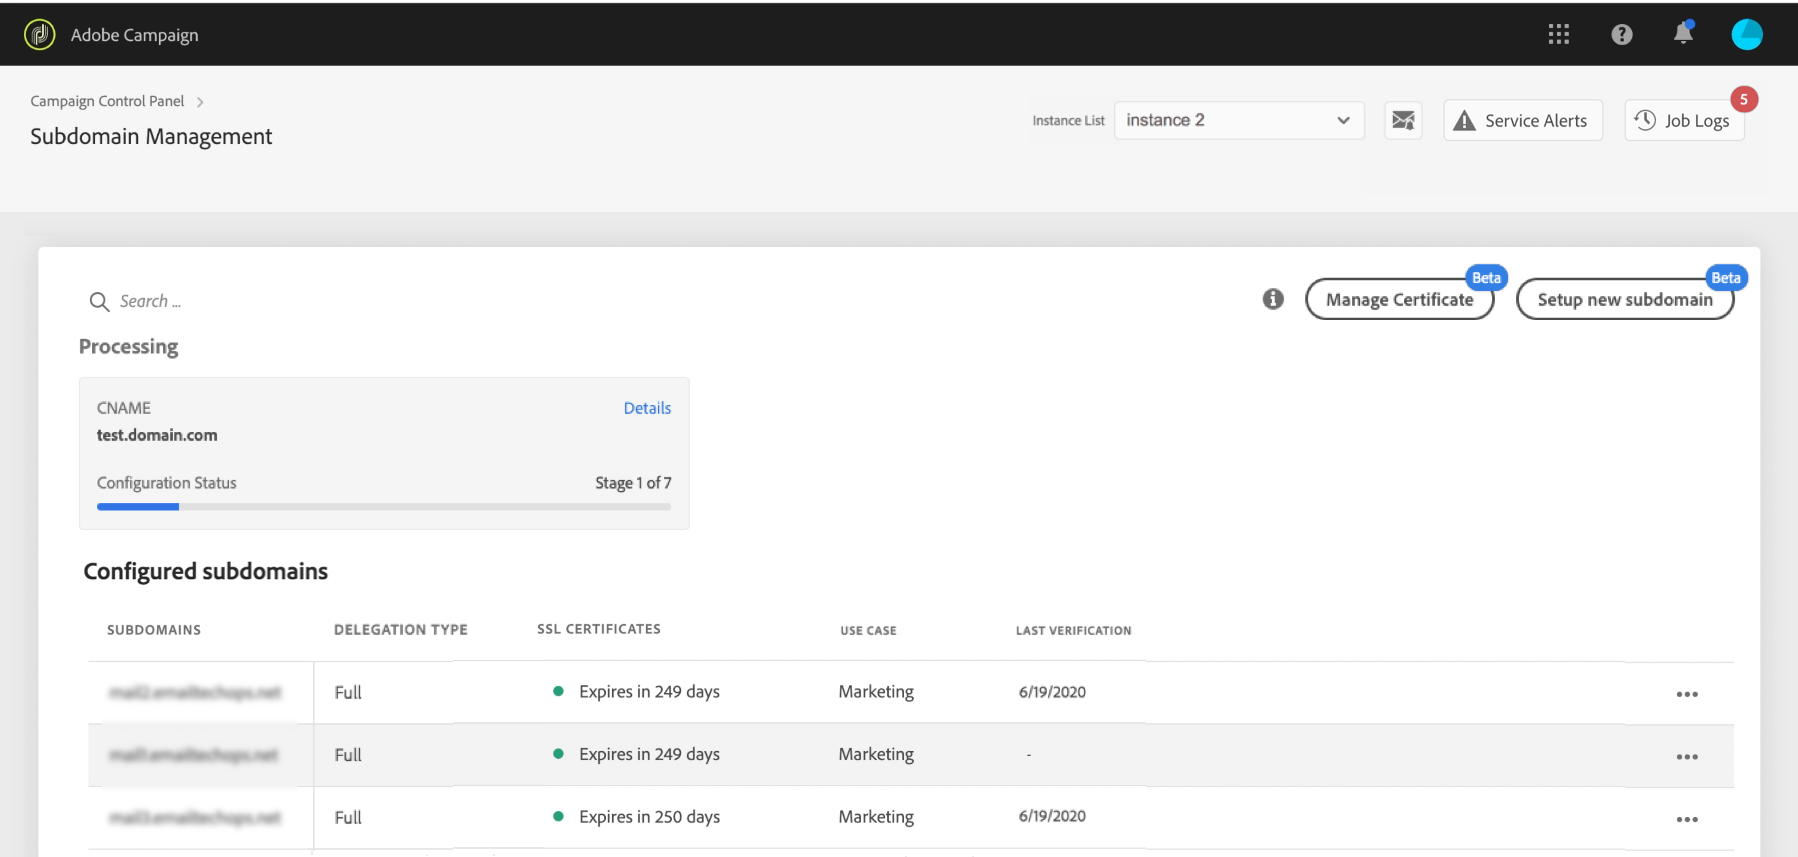 Adobe Campaign
Campaign Control Panel
Subdomain Management
Instance List
instance 2
Service Alerts
Job Logs
5
Search ...
Manage Certificate
Beta
Setup new subdomain
Beta
Processing
CNAME
Details
test.domain.com
Configuration Status
Stage 1 of 7
Configured subdomains
SUBDOMAINS DELEGATION TYPE SSL CERTIFICATES USE CASE LAST VERIFICATION
Full Expires in 249 days Marketing 6/19/2020
Full Expires in 249 days Marketing -
Full Expires in 250 days Marketing 6/19/2020